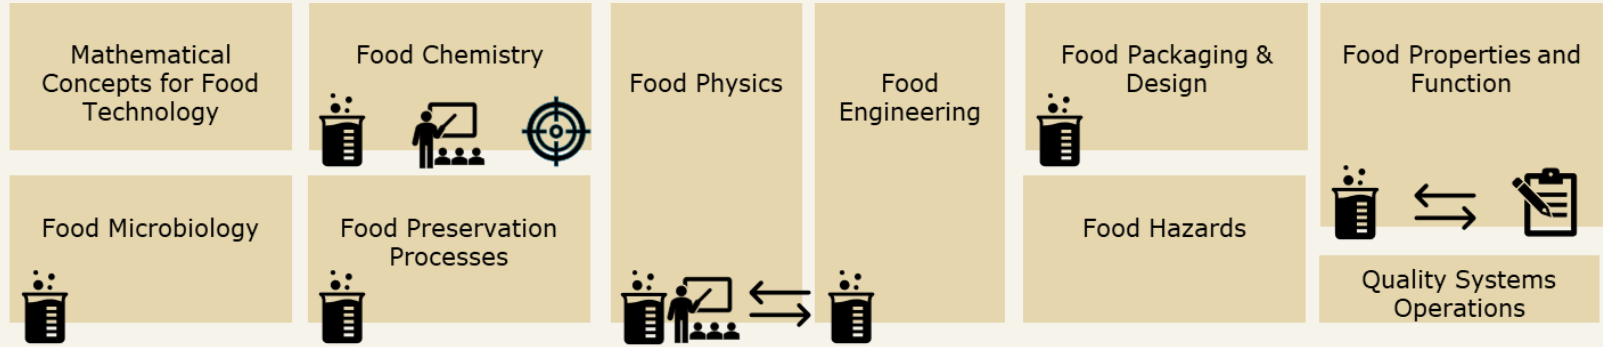 Mathematical
Concepts for Food
Technology
Food Chemistry
Food Physics
Food
Engineering
Food Packaging &
Design
Food Properties and
Function
Food Microbiology
Food Preservation
Processes
Food Hazards
Quality Systems
Operations